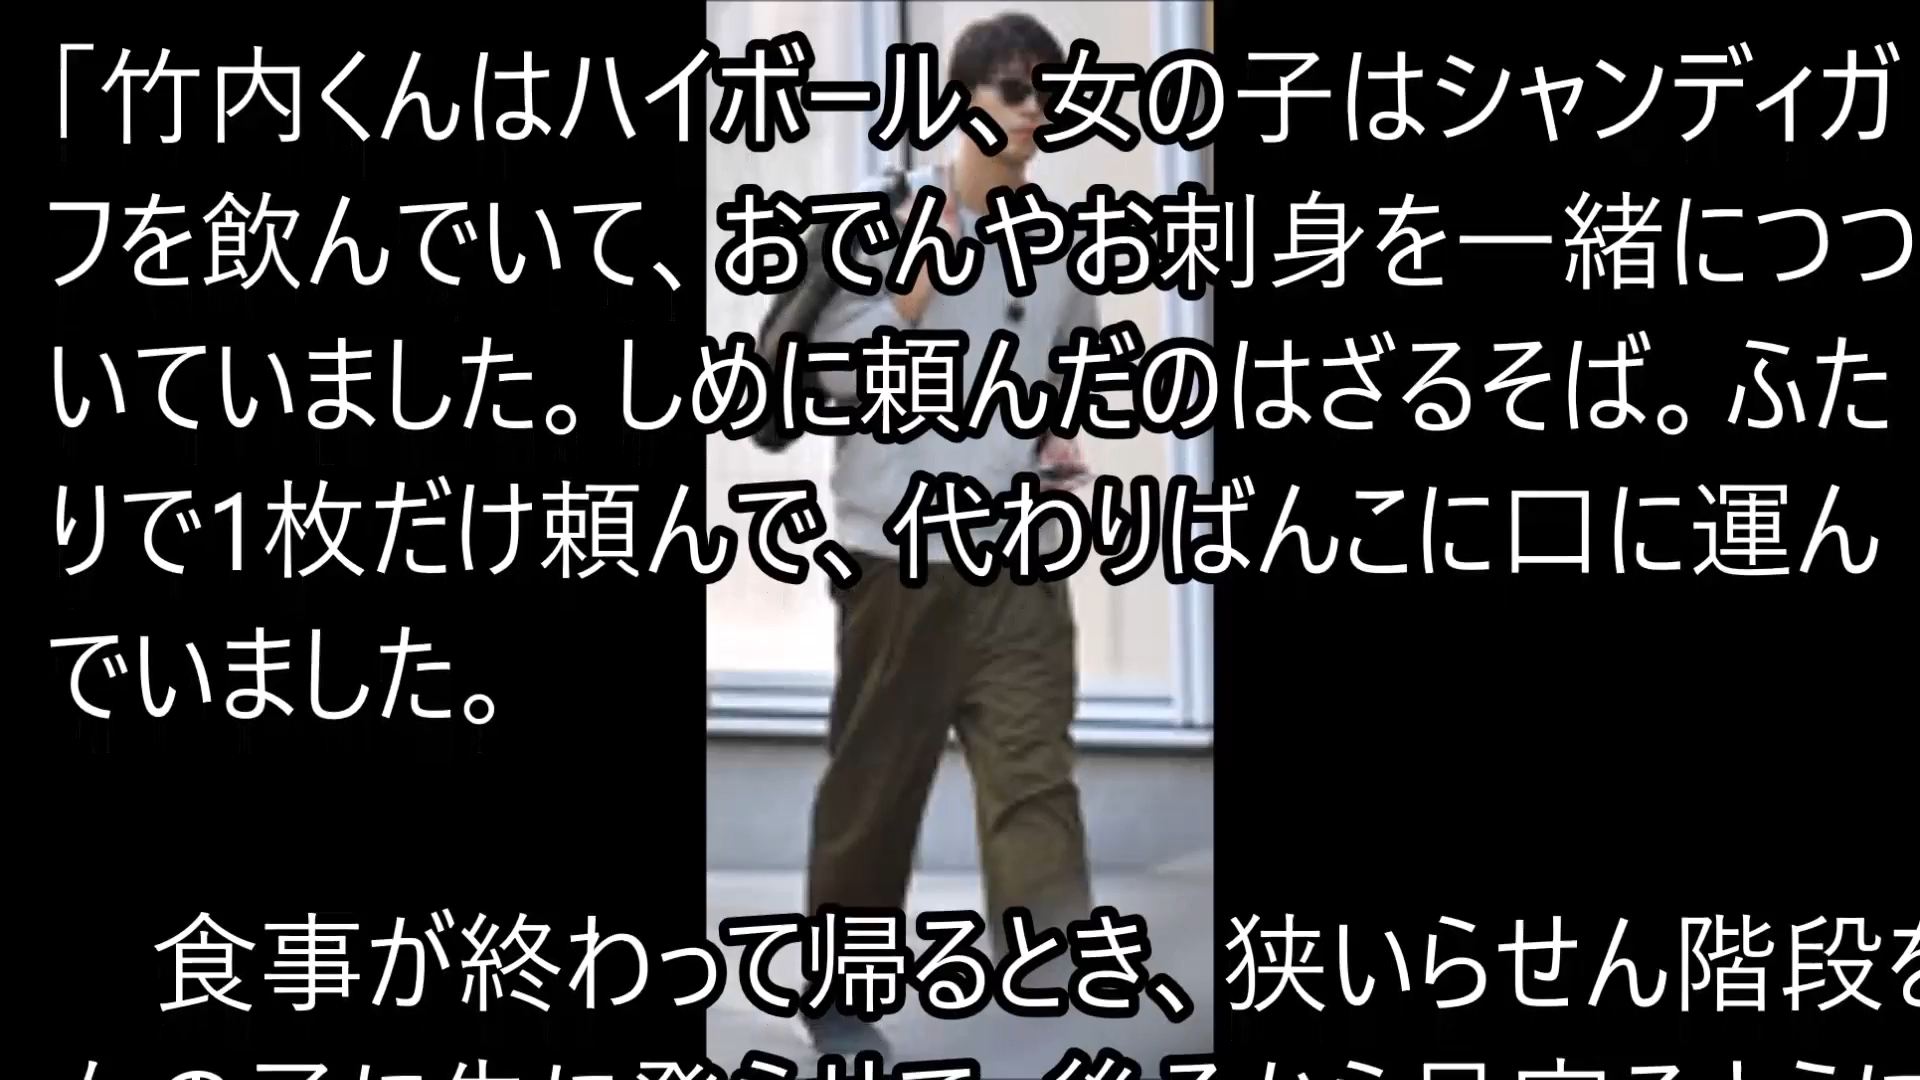 「竹内くんはハイボール、女の子はシャンディガ
フを飲んでいて、おでんやお刺身を一緒につつ
いていました。しめに頼んだのはざるそば。ふた
りで1枚だけ頼んで、代わりばんこに口に運ん
でいました。
食事が終わって帰るとき、狭いらせん階段を